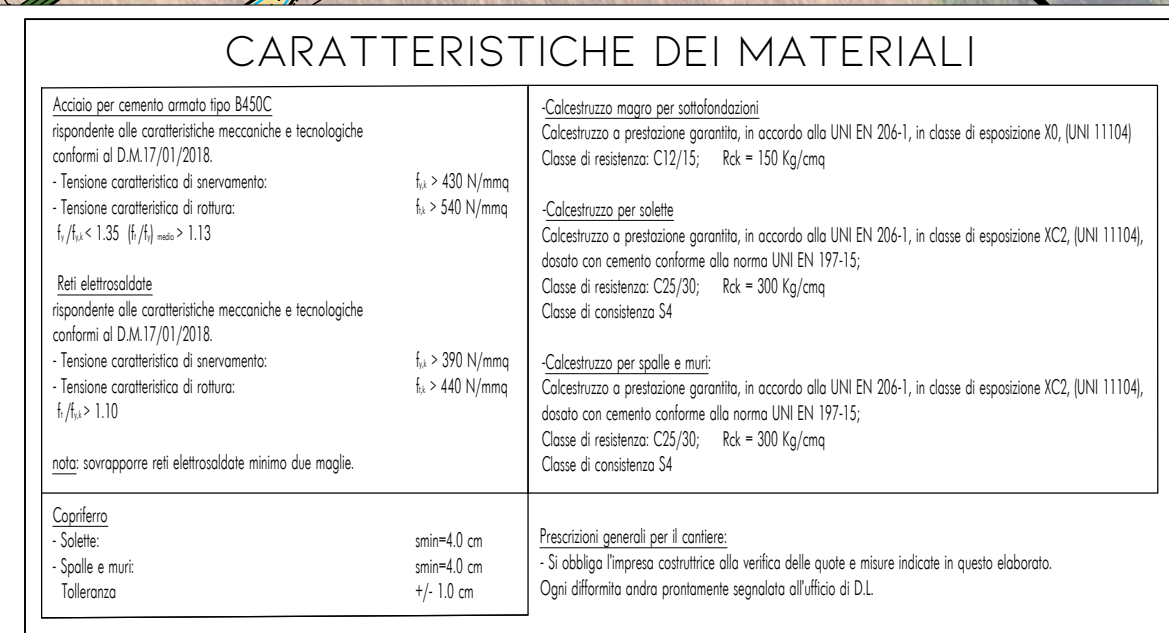 CARATTERISTICHE DEI MATERIALI
Acciaio per cemento armato tipo B450C
rispondente alle caratteristiche meccaniche e tecnologiche
conformi al D.M.17/01/2018.
- Tensione caratteristica di snervamento: fy,k > 430 N/mmq
- Tensione caratteristica di rottura: ft,k > 540 N/mmq
fy/fy,k < 1.35 (ft/fy) medio > 1.13
Reti elettrosaldate
rispondente alle caratteristiche meccaniche e tecnologiche
conformi al D.M.17/01/2018.
- Tensione caratteristica di snervamento: fy,k > 390 N/mmq
- Tensione caratteristica di rottura: ft,k > 440 N/mmq
ft/fy,k > 1.10
nota: sovrapporre reti elettrosaldate minimo due maglie.
-Calcestruzzo magro per sottofondazioni
Calcestruzzo a prestazione garantita, in accordo alla UNI EN 206-1, in classe di esposizione X0, (UNI 11104)
Classe di resistenza: C12/15; Rck = 150 Kg/cmq
-Calcestruzzo per solette
Calcestruzzo a prestazione garantita, in accordo alla UNI EN 206-1, in classe di esposizione XC2, (UNI 11104),
dosato con cemento conforme alla norma UNI EN 197-15;
Classe di resistenza: C25/30; Rck = 300 Kg/cmq
Classe di consistenza S4
-Calcestruzzo per spalle e muri:
Calcestruzzo a prestazione garantita, in accordo alla UNI EN 206-1, in classe di esposizione XC2, (UNI 11104),
dosato con cemento conforme alla norma UNI EN 197-15;
Classe di resistenza: C25/30; Rck = 300 Kg/cmq
Classe di consistenza S4
Copriferro
- Solette: smin=4.0 cm
- Spalle e muri: smin=4.0 cm
Tolleranza +/- 1.0 cm
Prescrizioni generali per il cantiere:
- Si obbliga l'impresa costruttrice alla verifica delle quote e misure indicate in questo elaborato.
Ogni difformita andra prontamente segnalata all'ufficio di D.L.